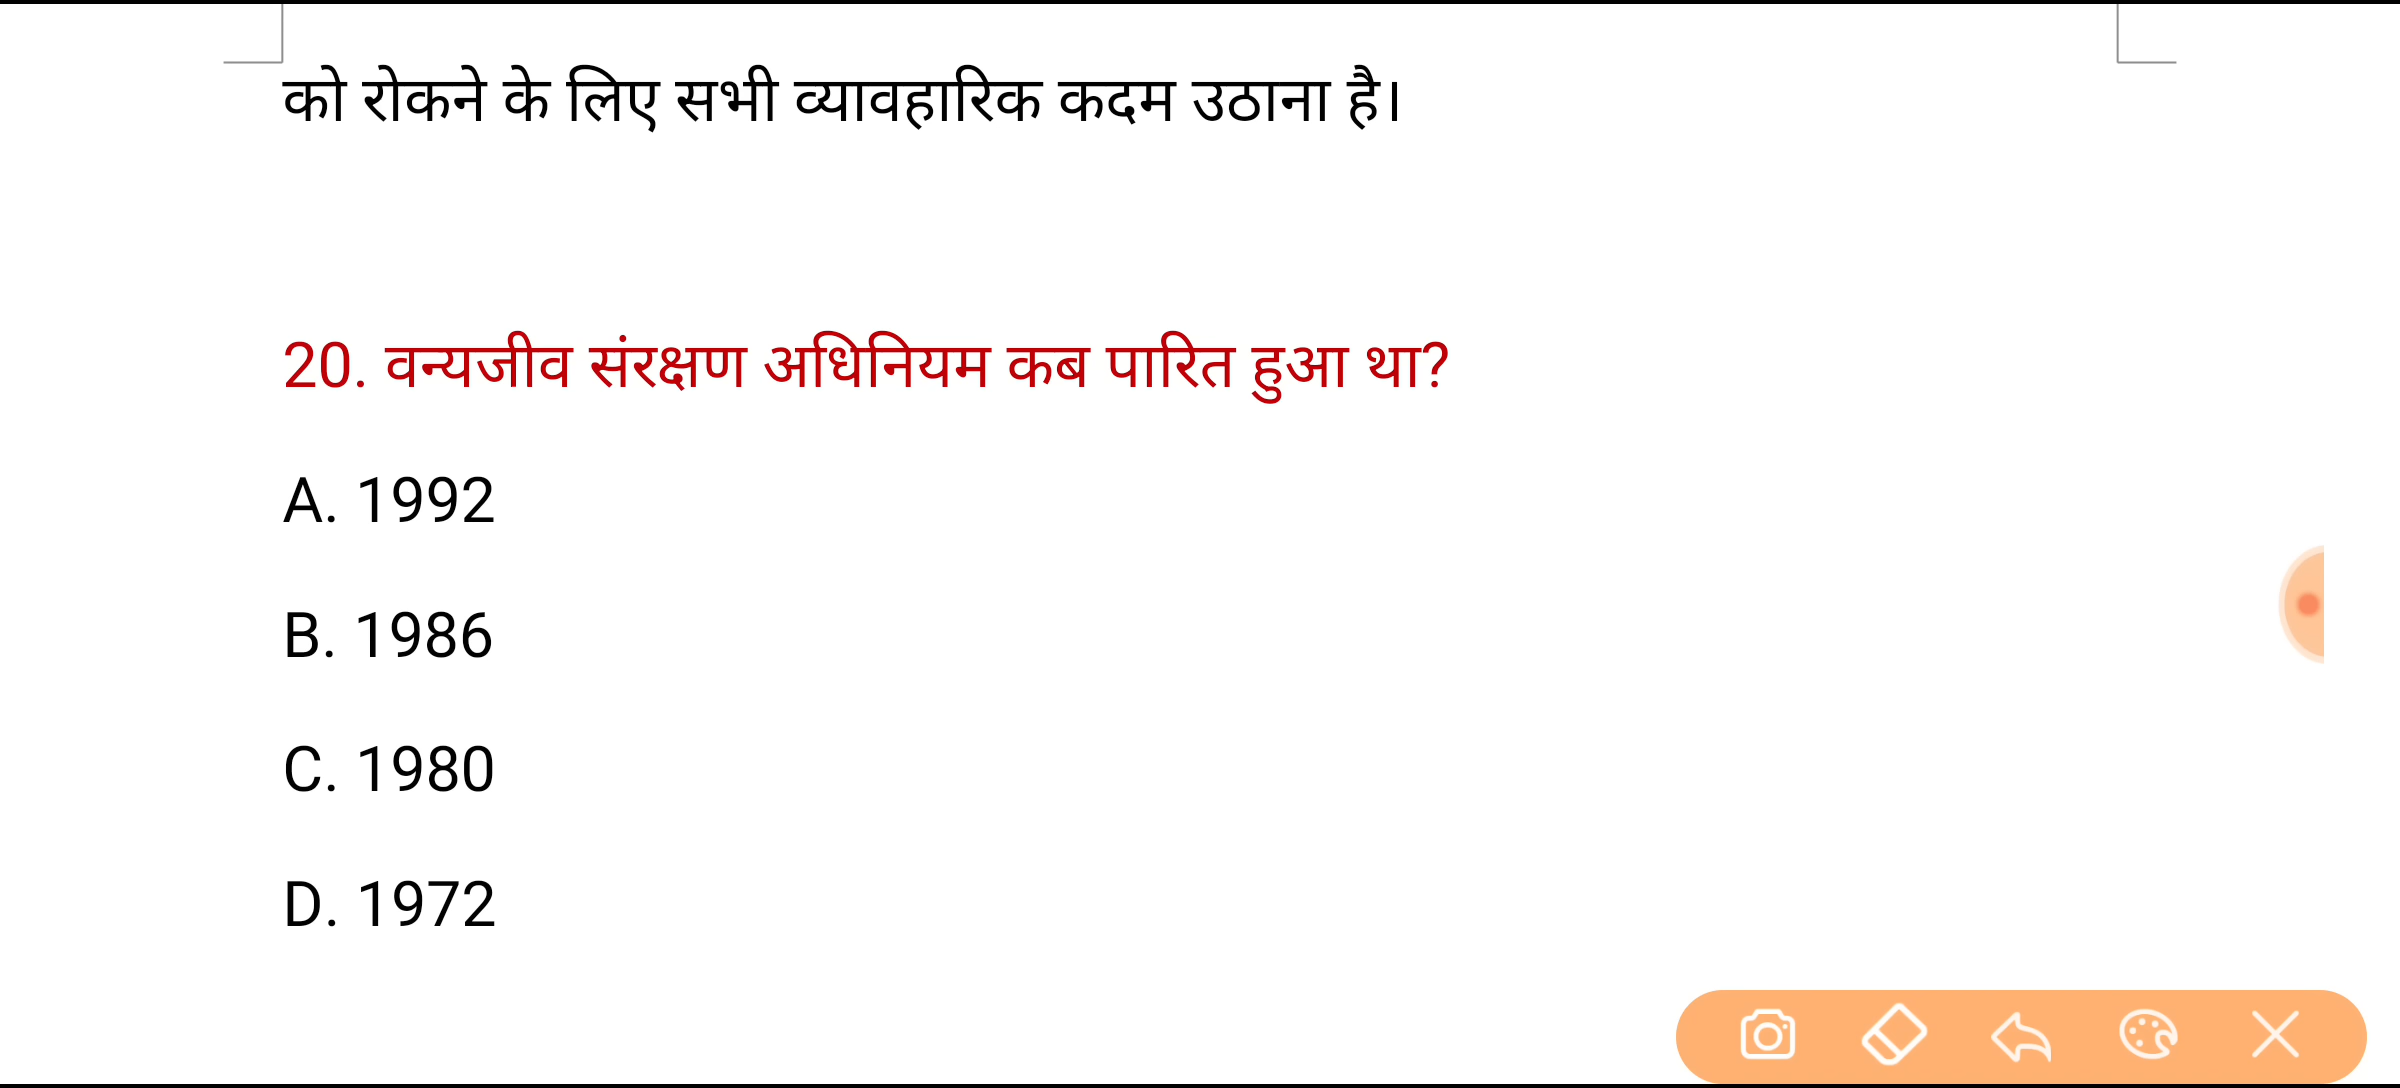 को रोकने के लिए सभी व्यावहारिक कदम उठाना है।
20. वन्यजीव संरक्षण अधिनियम कब पारित हुआ था?
A. 1992
B. 1986
C. 1980
D. 1972